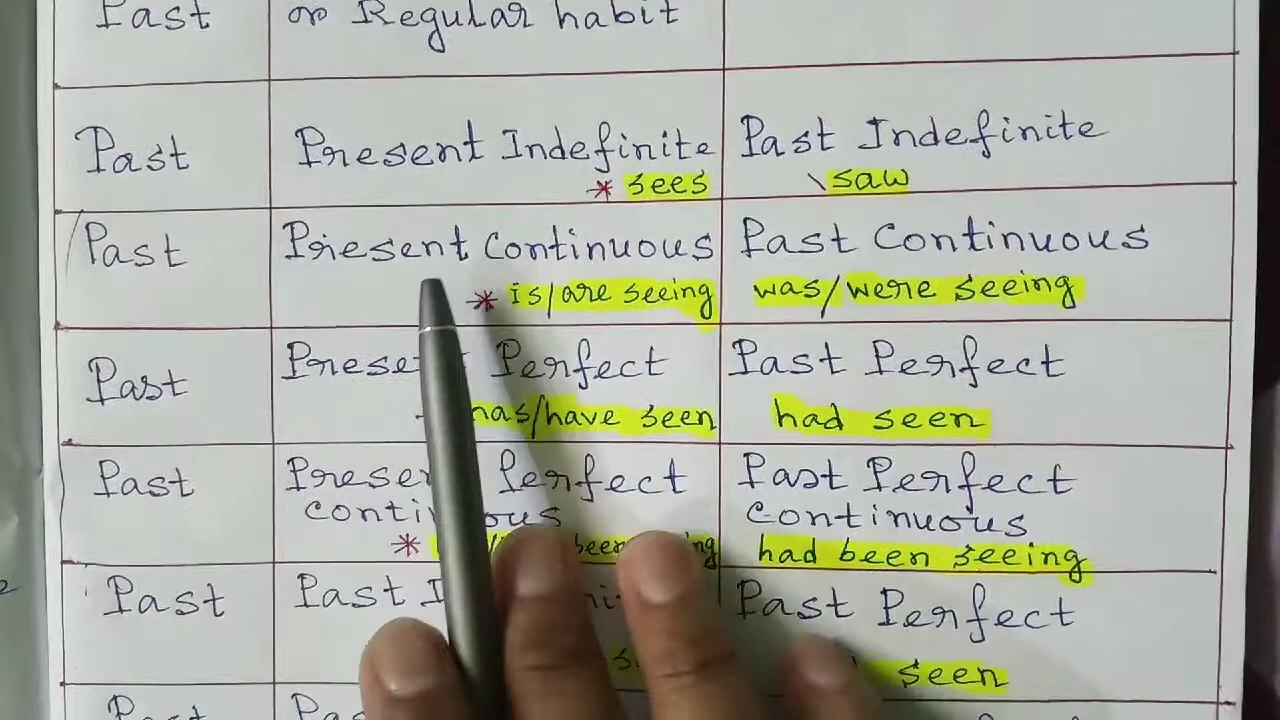 Past or Regular habit
Past Present Indefinite Past Indefinite
* sees saw
Past Present Continuous Past Continuous
* is/are seeing was/were seeing
Past Perfect Past Perfect
has/have seen had seen
Past Perfect Past Perfect
continuous
* been had been seeing
Past Past Past Perfect
seen